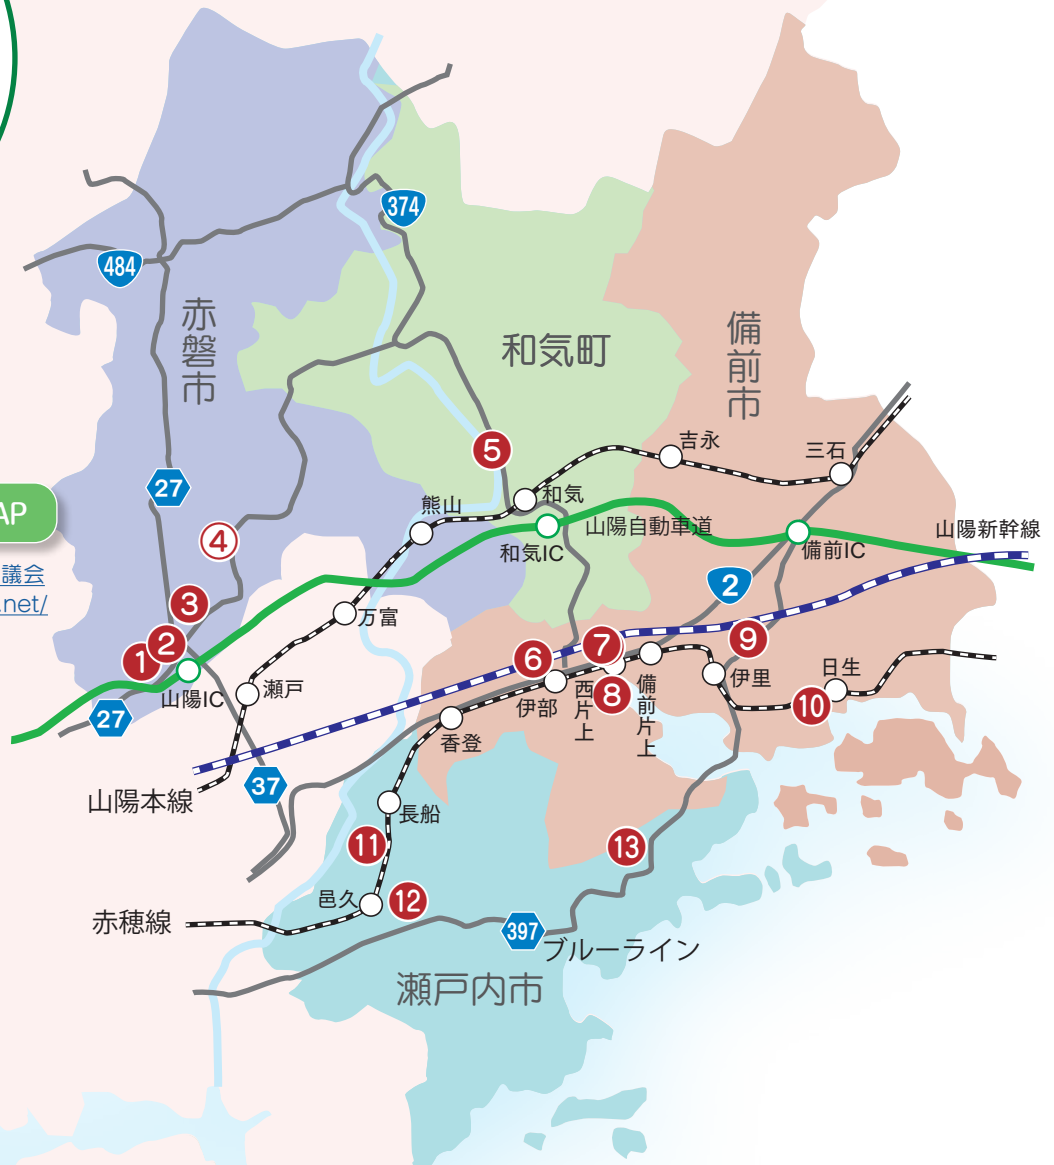 374
484
赤磐市
和気町
備前市
吉永
三石
5
27
和気
熊山
AP
4
山陽自動車道
山陽新幹線
和気IC
備前IC
議会
2
.net/
3
万富
9
7
2
6
1
伊里
日生
瀬戸
山陽IC
8
10
伊部
西片上
備前片上
27
香登
37
山陽本線
長船
11
13
邑久
12
赤穂線
397
ブルーライン
瀬戸内市